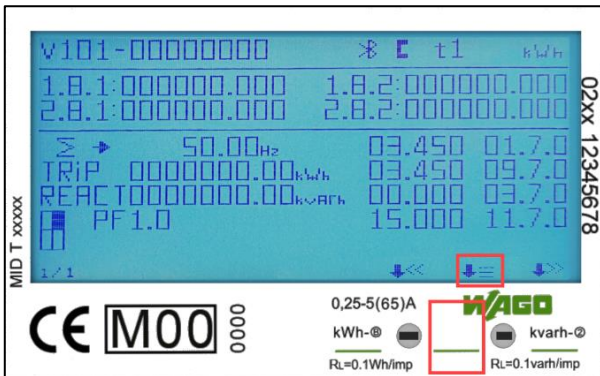 V101-00000000 t1 kWh
1.8.1:000000.000 1.8.2:000000.000
2.8.1:000000.000 2.8.2:000000.000
Σ 50.00Hz 03.450 01.7.0
TRiP 0000000.00kWh 03.450 09.7.0
REACT0000000.00kvARh 00.000 03.7.0
PF1.0 15.000 11.7.0
1/1 << >>
MID T xxxxx
02xx 12345678
CE M00 0000
0,25-5(65)A WAGO
kWh-® kvarh-②
RL=0.1Wh/imp RL=0.1varh/imp